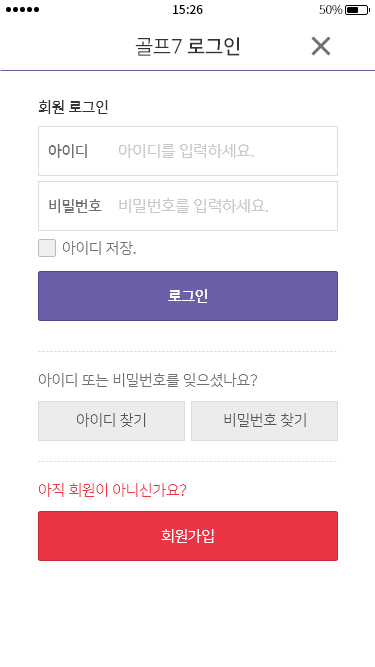 15:26
50%
골프7 로그인
회원 로그인
아이디 아이디를 입력하세요.
비밀번호 비밀번호를 입력하세요.
아이디 저장.
로그인
아이디 또는 비밀번호를 잊으셨나요?
아이디 찾기
비밀번호 찾기
아직 회원이 아니신가요?
회원가입